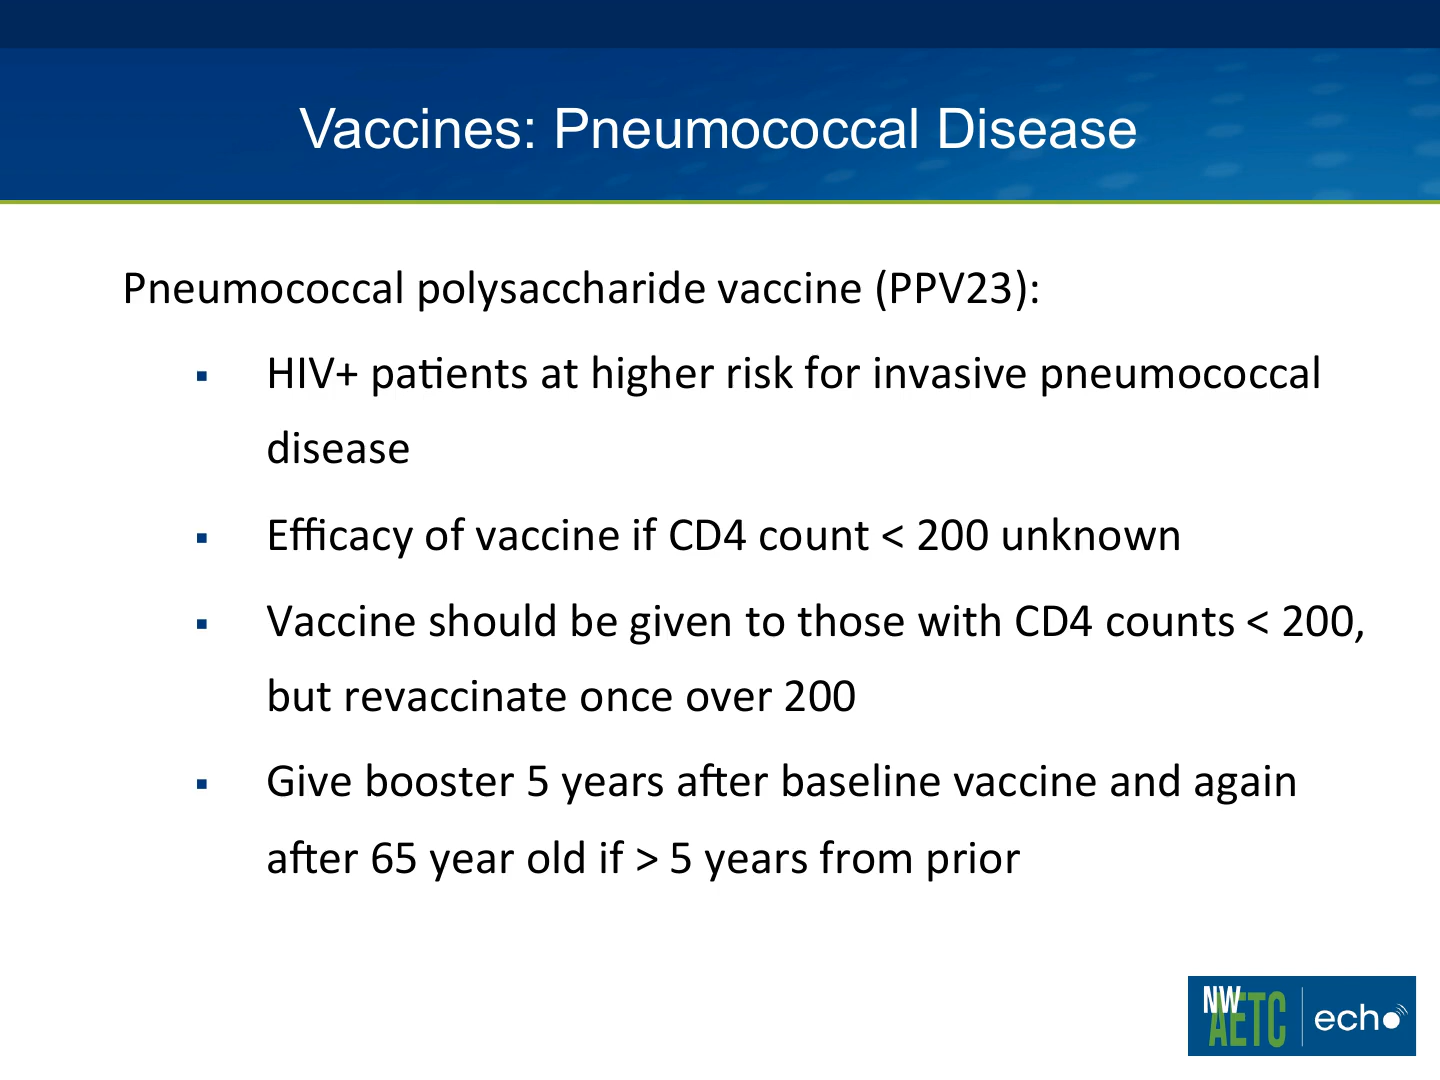 Vaccines: Pneumococcal Disease
Pneumococcal polysaccharide vaccine (PPV23):
▪ HIV+ patients at higher risk for invasive pneumococcal
disease
▪ Efficacy of vaccine if CD4 count < 200 unknown
▪ Vaccine should be given to those with CD4 counts < 200,
but revaccinate once over 200
▪ Give booster 5 years after baseline vaccine and again
after 65 year old if > 5 years from prior
NW
AETC
echo